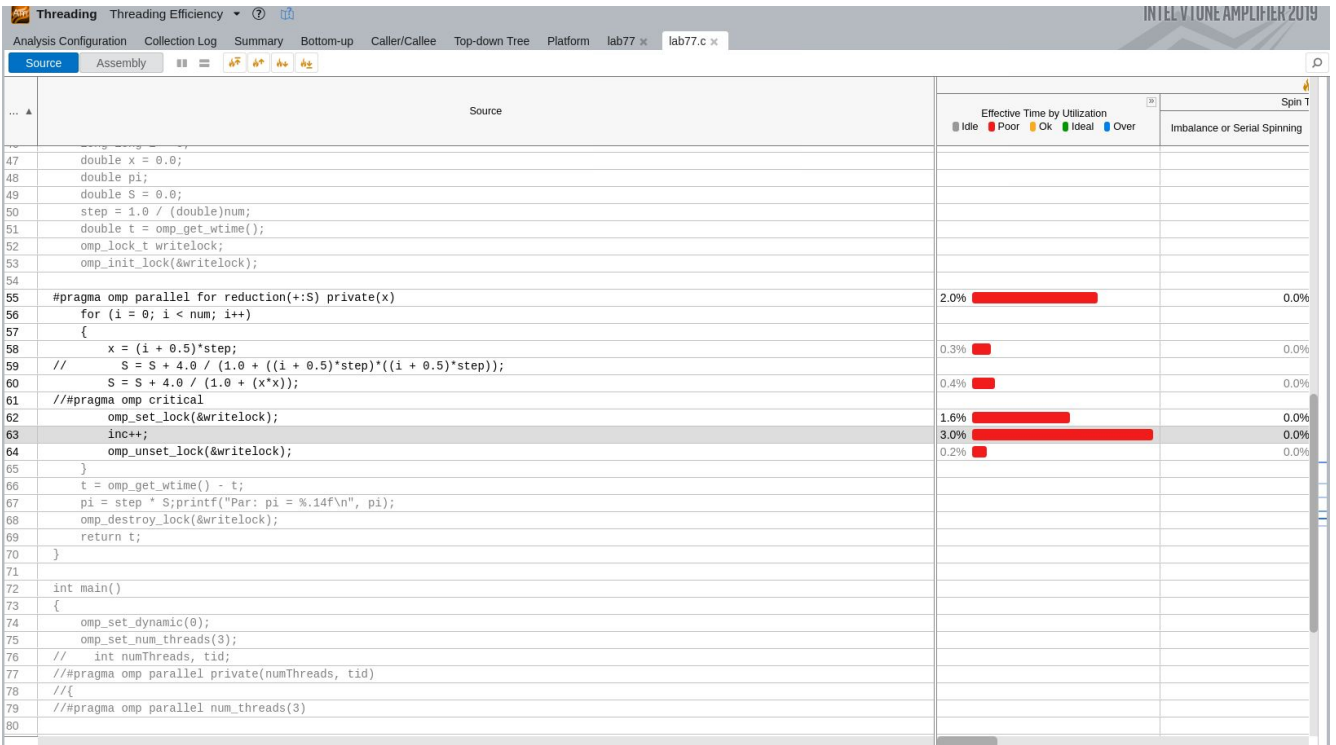 Threading Threading Efficiency INTEL VTUNE AMPLIFIER 2019
Analysis Configuration Collection Log Summary Bottom-up Caller/Callee Top-down Tree Platform lab77 lab77.c
Source Assembly
... ▲ Source Effective Time by Utilization Spin T
Idle Poor Ok Ideal Over Imbalance or Serial Spinning
47 double x = 0.0;
48 double pi;
49 double S = 0.0;
50 step = 1.0 / (double)num;
51 double t = omp_get_wtime();
52 omp_lock_t writelock;
53 omp_init_lock(&writelock);
54
55 #pragma omp parallel for reduction(+:S) private(x) 2.0% 0.0%
56 for (i = 0; i < num; i++)
57 {
58 x = (i + 0.5)*step; 0.3% 0.0%
59 // S = S + 4.0 / (1.0 + ((i + 0.5)*step)*((i + 0.5)*step));
60 S = S + 4.0 / (1.0 + (x*x)); 0.4% 0.0%
61 //#pragma omp critical
62 omp_set_lock(&writelock); 1.6% 0.0%
63 inc++; 3.0% 0.0%
64 omp_unset_lock(&writelock); 0.2% 0.0%
65 }
66 t = omp_get_wtime() - t;
67 pi = step * S;printf("Par: pi = %.14f\n", pi);
68 omp_destroy_lock(&writelock);
69 return t;
70 }
71
72 int main()
73 {
74 omp_set_dynamic(0);
75 omp_set_num_threads(3);
76 // int numThreads, tid;
77 //#pragma omp parallel private(numThreads, tid)
78 //{
79 //#pragma omp parallel num_threads(3)
80